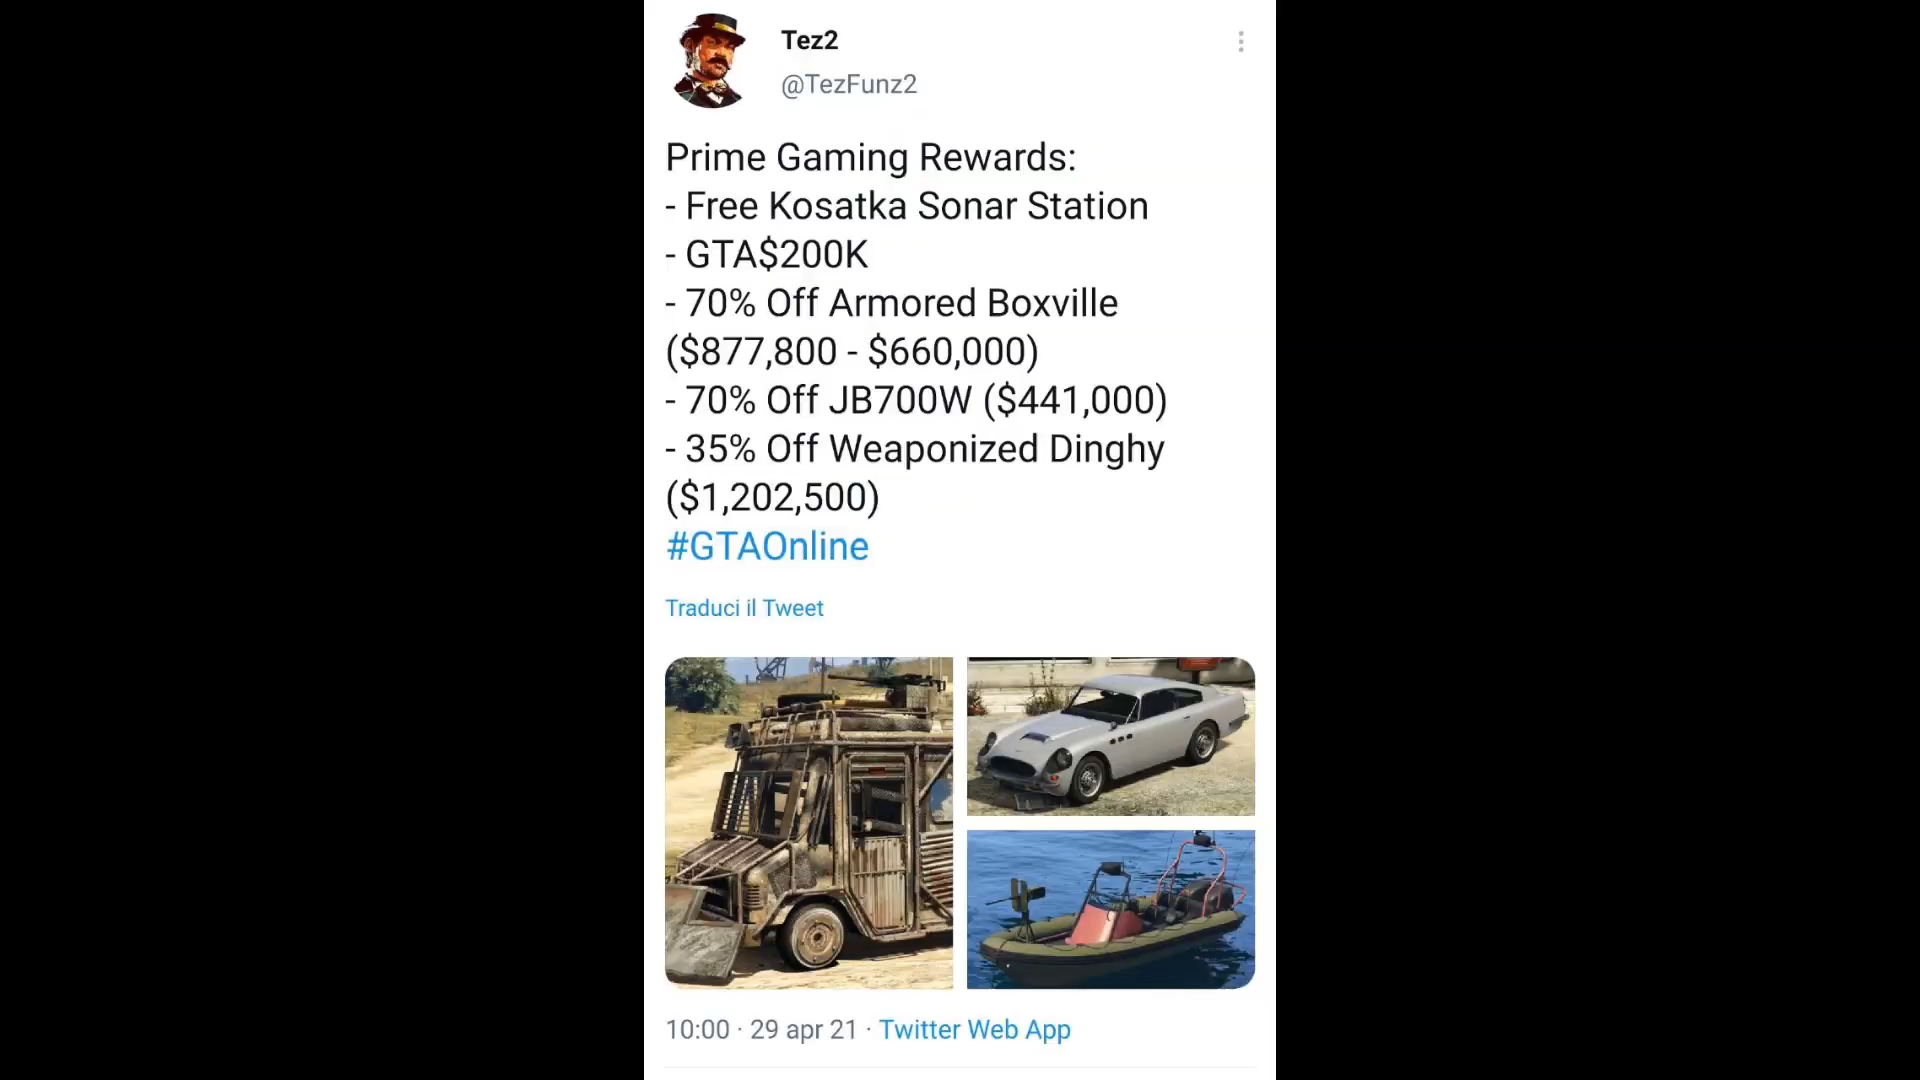 Tez2
@TezFunz2
Prime Gaming Rewards:
- Free Kosatka Sonar Station
- GTA$200K
- 70% Off Armored Boxville
($877,800 - $660,000)
- 70% Off JB700W ($441,000)
- 35% Off Weaponized Dinghy
($1,202,500)
#GTAOnline
Traduci il Tweet
10:00 · 29 apr 21 · Twitter Web App